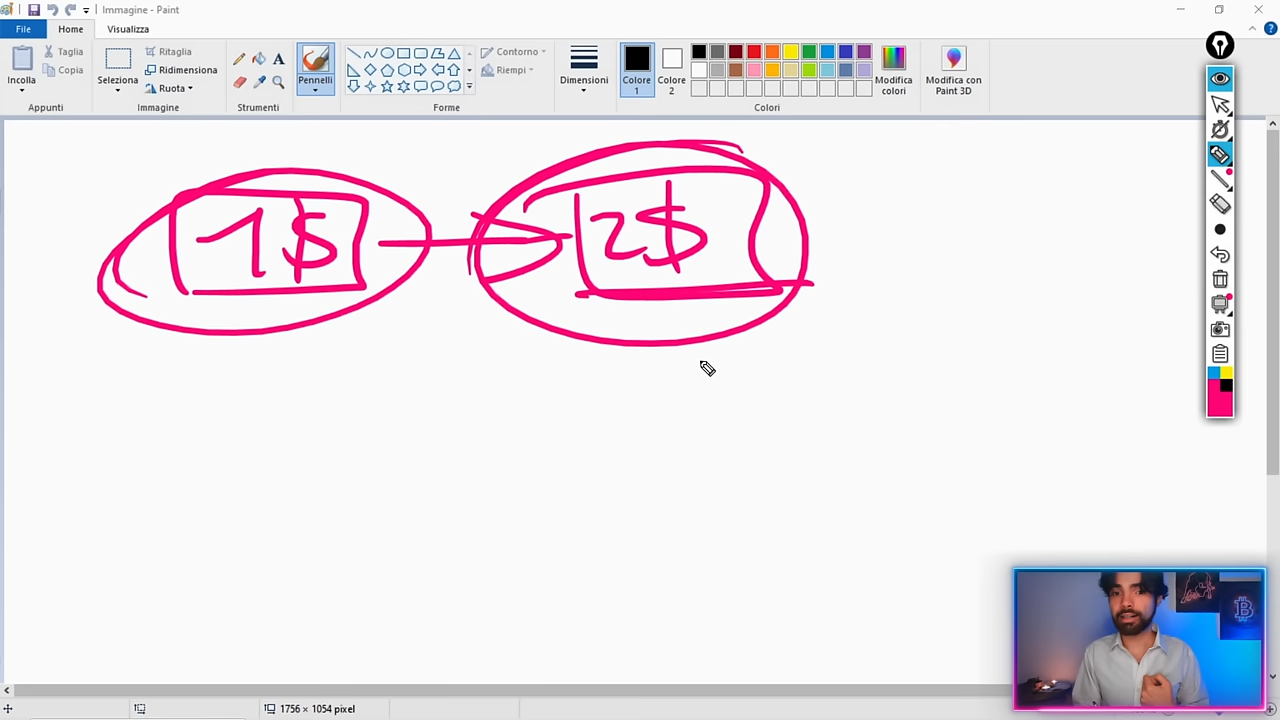 Immagine - Paint
File Home Visualizza
Incolla
Taglia
Copia
Appunti
Seleziona
Ritaglia
Ridimensiona
Ruota
Immagine
Strumenti
Pennelli
Contorno
Riempi
Forme
Dimensioni
Colore 1
Colore 2
Modifica colori
Colori
Modifica con Paint 3D
1$
2$
1756 × 1054 pixel